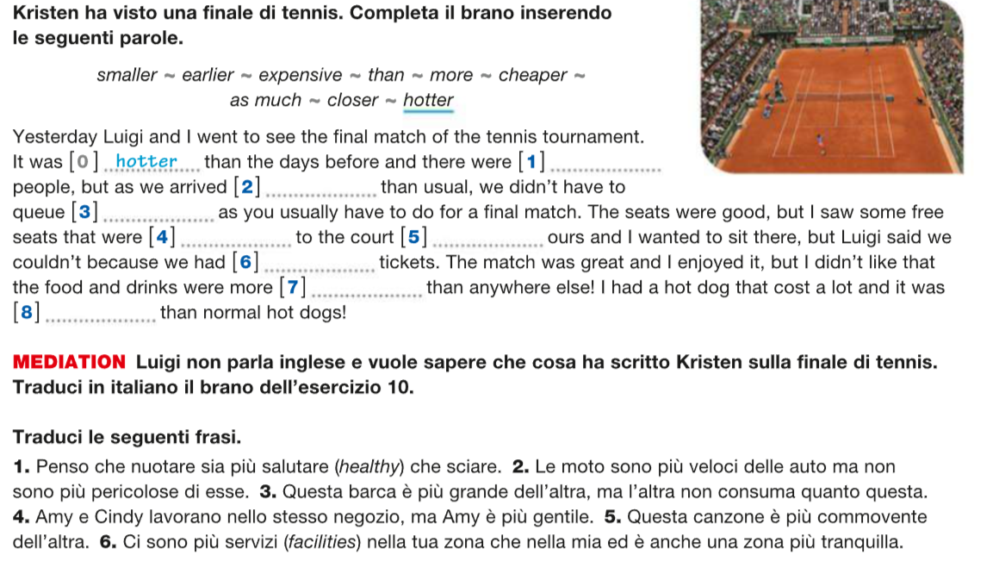 Kristen ha visto una finale di tennis. Completa il brano inserendo
le seguenti parole.
smaller ~ earlier ~ expensive ~ than ~ more ~ cheaper ~
as much ~ closer ~ hotter
Yesterday Luigi and I went to see the final match of the tennis tournament.
It was [0] hotter than the days before and there were [1] ....................
people, but as we arrived [2] .................... than usual, we didn't have to
queue [3] .................... as you usually have to do for a final match. The seats were good, but I saw some free
seats that were [4] .................... to the court [5] .................... ours and I wanted to sit there, but Luigi said we
couldn't because we had [6] .................... tickets. The match was great and I enjoyed it, but I didn't like that
the food and drinks were more [7] .................... than anywhere else! I had a hot dog that cost a lot and it was
[8] .................... than normal hot dogs!
MEDIATION Luigi non parla inglese e vuole sapere che cosa ha scritto Kristen sulla finale di tennis.
Traduci in italiano il brano dell'esercizio 10.
Traduci le seguenti frasi.
1. Penso che nuotare sia più salutare (healthy) che sciare. 2. Le moto sono più veloci delle auto ma non
sono più pericolose di esse. 3. Questa barca è più grande dell'altra, ma l'altra non consuma quanto questa.
4. Amy e Cindy lavorano nello stesso negozio, ma Amy è più gentile. 5. Questa canzone è più commovente
dell'altra. 6. Ci sono più servizi (facilities) nella tua zona che nella mia ed è anche una zona più tranquilla.